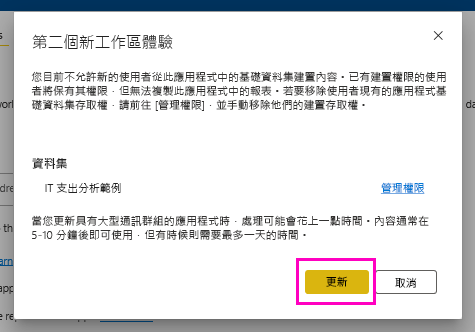 第二個新工作區體驗
您目前不允許新的使用者從此應用程式中的基礎資料集建置內容。已有建置權限的使用
者將保有其權限，但無法複製此應用程式中的報表。若要移除使用者現有的應用程式基
礎資料集存取權，請前往 [管理權限]，並手動移除他們的建置存取權。
資料集
IT 支出分析範例
管理權限
當您更新具有大型通訊群組的應用程式時，處理可能會花上一點時間。內容通常在
5-10 分鐘後即可使用，但有時候則需要最多一天的時間。
更新
取消